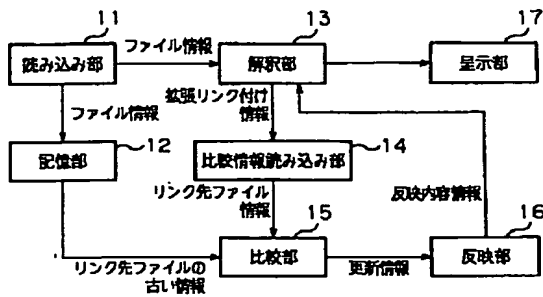 11
読み込み部
ファイル情報
13
解釈部
17
呈示部
ファイル情報
拡張リンク付け
情報
12
記憶部
14
比較情報読み込み部
リンク先ファイル
情報
反映内容情報
15
比較部
16
反映部
リンク先ファイルの
古い情報
更新情報